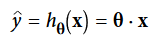 ŷ = h_θ(x) = θ · x